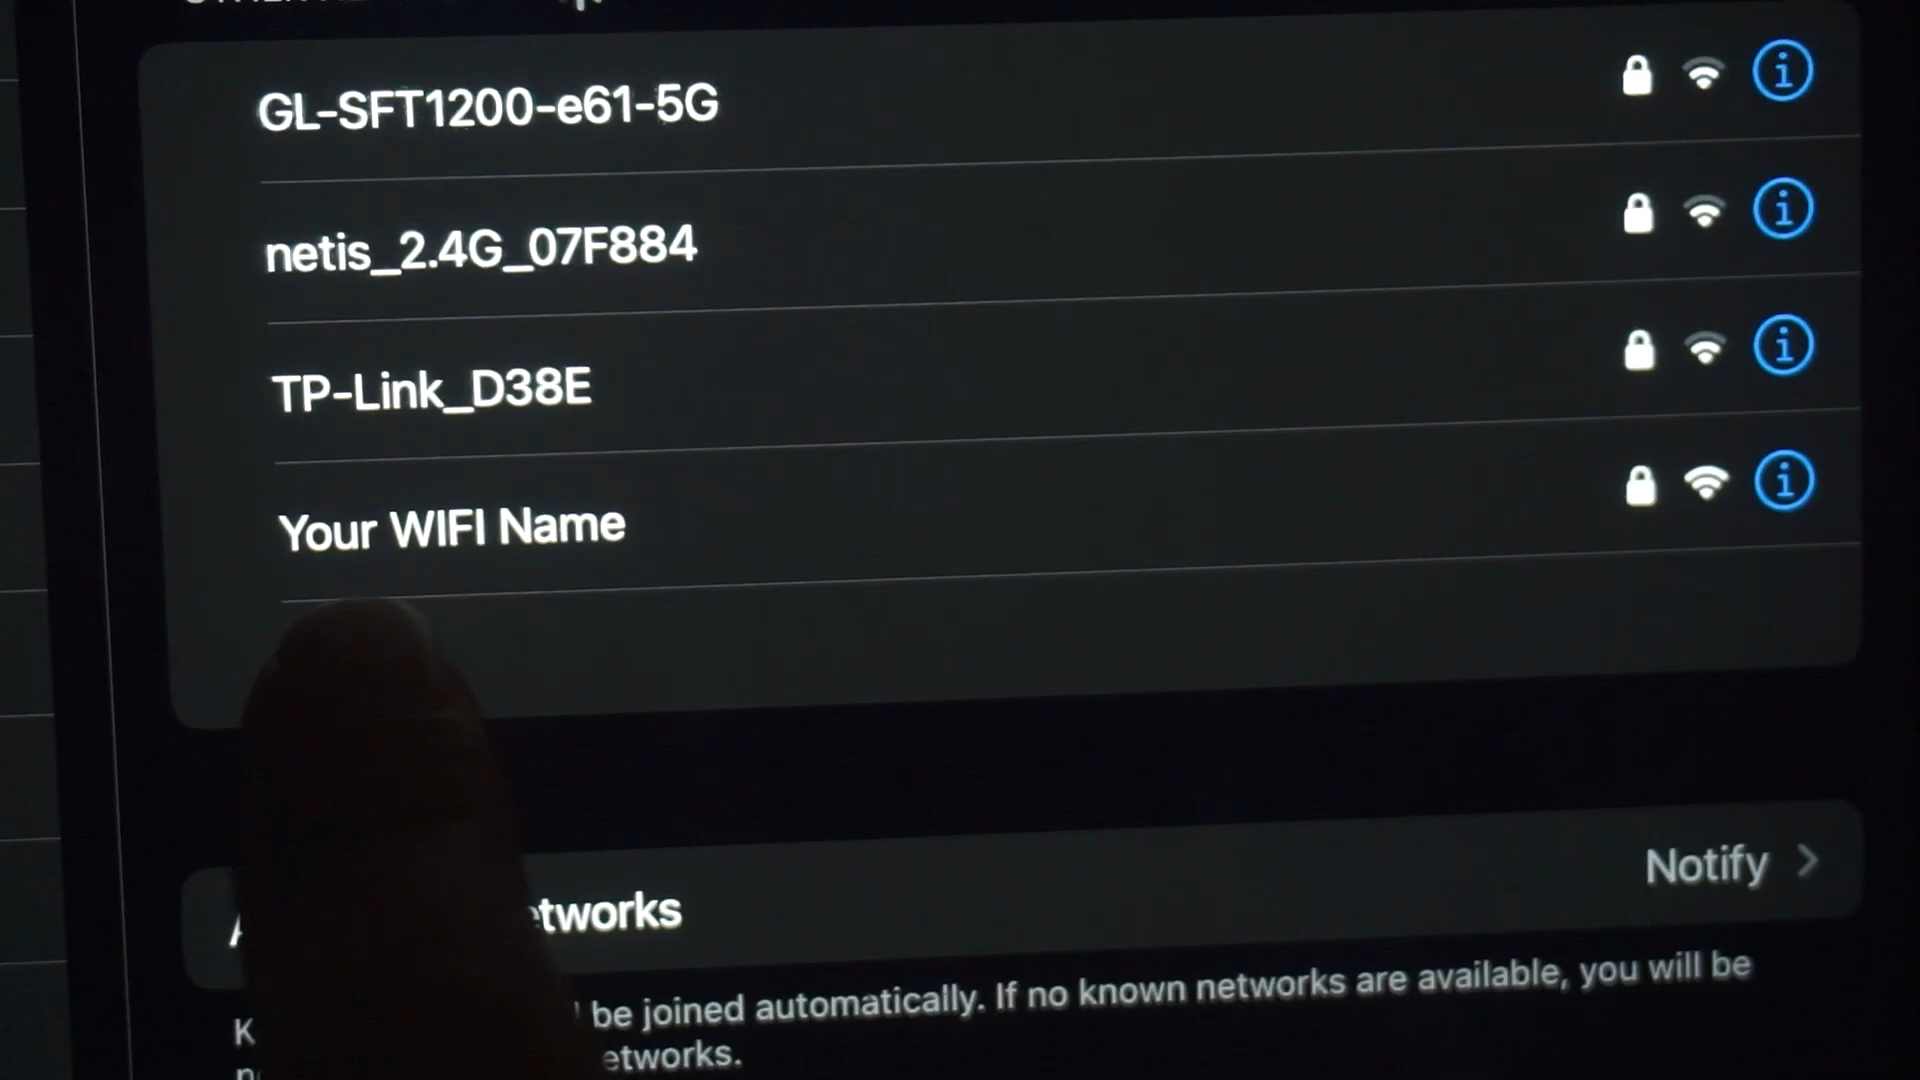 GL-SFT1200-e61-5G
netis_2.4G_07F884
TP-Link_D38E
Your WIFI Name
Notify
be joined automatically. If no known networks are available, you will be